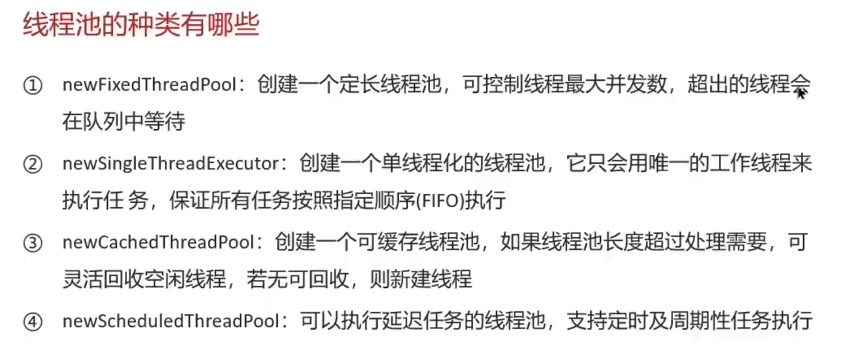 线程池的种类有哪些
① newFixedThreadPool：创建一个定长线程池，可控制线程最大并发数，超出的线程会
在队列中等待
② newSingleThreadExecutor：创建一个单线程化的线程池，它只会用唯一的工作线程来
执行任 务，保证所有任务按照指定顺序(FIFO)执行
③ newCachedThreadPool：创建一个可缓存线程池，如果线程池长度超过处理需要，可
灵活回收空闲线程，若无可回收，则新建线程
④ newScheduledThreadPool：可以执行延迟任务的线程池，支持定时及周期性任务执行